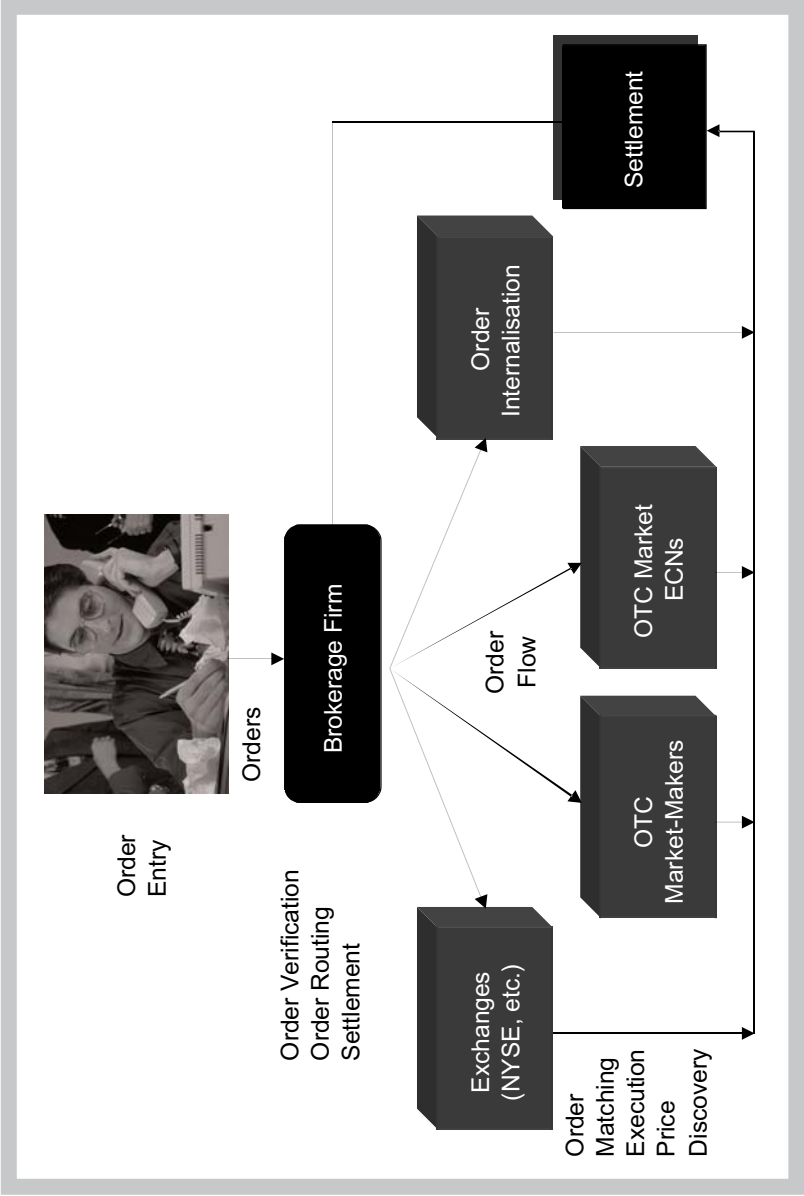 Order
Entry
Orders
Order Verification
Order Routing
Settlement
Brokerage Firm
Order
Flow
Exchanges
(NYSE, etc.)
OTC
Market-Makers
OTC Market
ECNs
Order
Internalisation
Settlement
Order
Matching
Execution
Price
Discovery